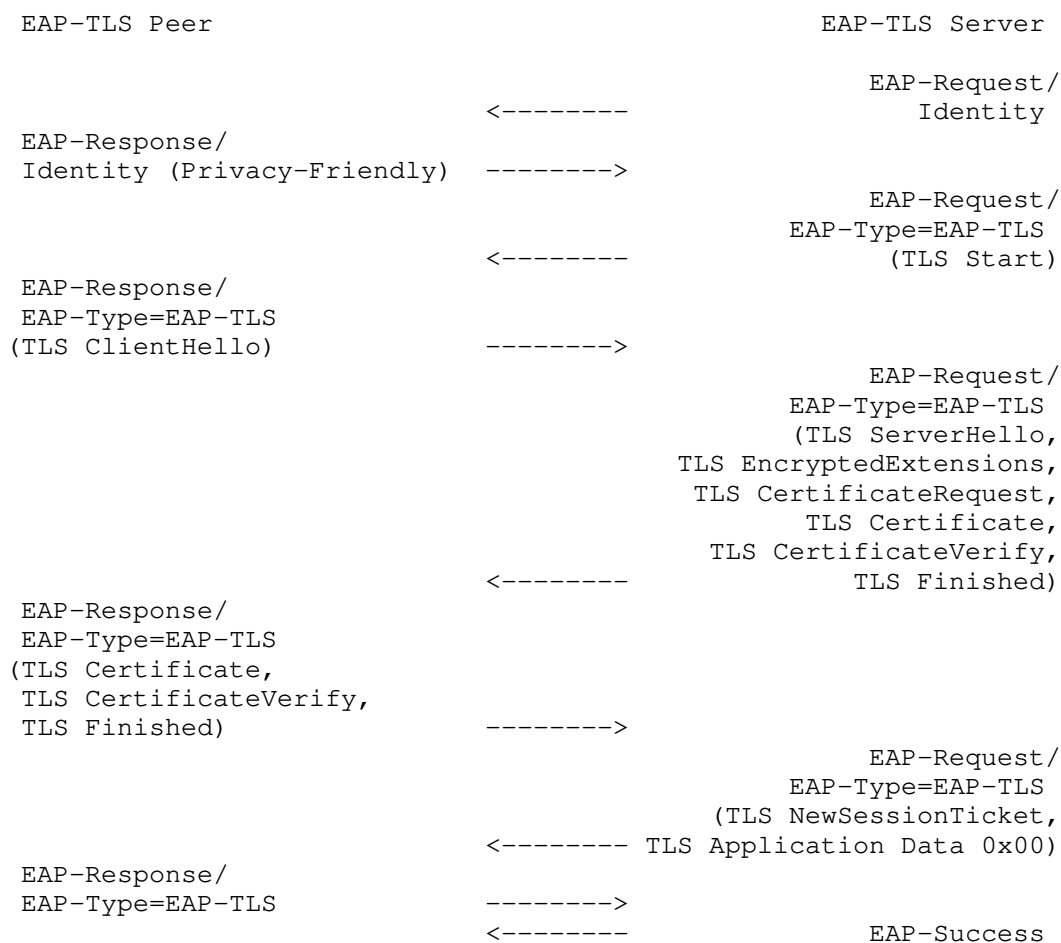 EAP-TLS Peer                                      EAP-TLS Server

                                                    EAP-Request/
                              <--------                 Identity
EAP-Response/
Identity (Privacy-Friendly)   -------->
                                                    EAP-Request/
                                                EAP-Type=EAP-TLS
                              <--------              (TLS Start)
EAP-Response/
EAP-Type=EAP-TLS
(TLS ClientHello)             -------->
                                                    EAP-Request/
                                                EAP-Type=EAP-TLS
                                               (TLS ServerHello,
                                        TLS EncryptedExtensions,
                                         TLS CertificateRequest,
                                                TLS Certificate,
                                          TLS CertificateVerify,
                              <--------            TLS Finished)
EAP-Response/
EAP-Type=EAP-TLS
(TLS Certificate,
TLS CertificateVerify,
TLS Finished)                 -------->
                                                    EAP-Request/
                                                EAP-Type=EAP-TLS
                                          (TLS NewSessionTicket,
                              <-------- TLS Application Data 0x00)
EAP-Response/
EAP-Type=EAP-TLS              -------->
                              <--------              EAP-Success